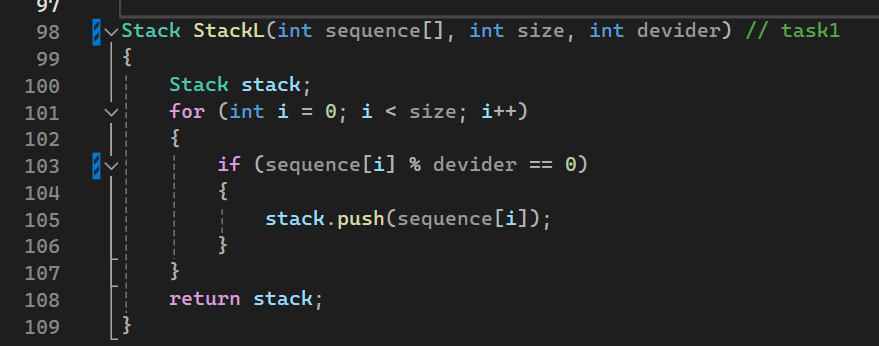 97
98 Stack StackL(int sequence[], int size, int devider) // task1
99 {
100 Stack stack;
101 for (int i = 0; i < size; i++)
102 {
103 if (sequence[i] % devider == 0)
104 {
105 stack.push(sequence[i]);
106 }
107 }
108 return stack;
109 }